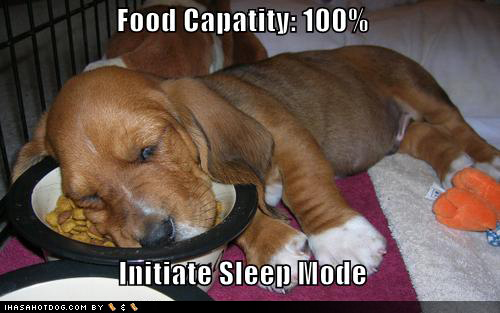 Food Capatity: 100%
Initiate Sleep Mode
IHASAHOTDOG.COM BY &